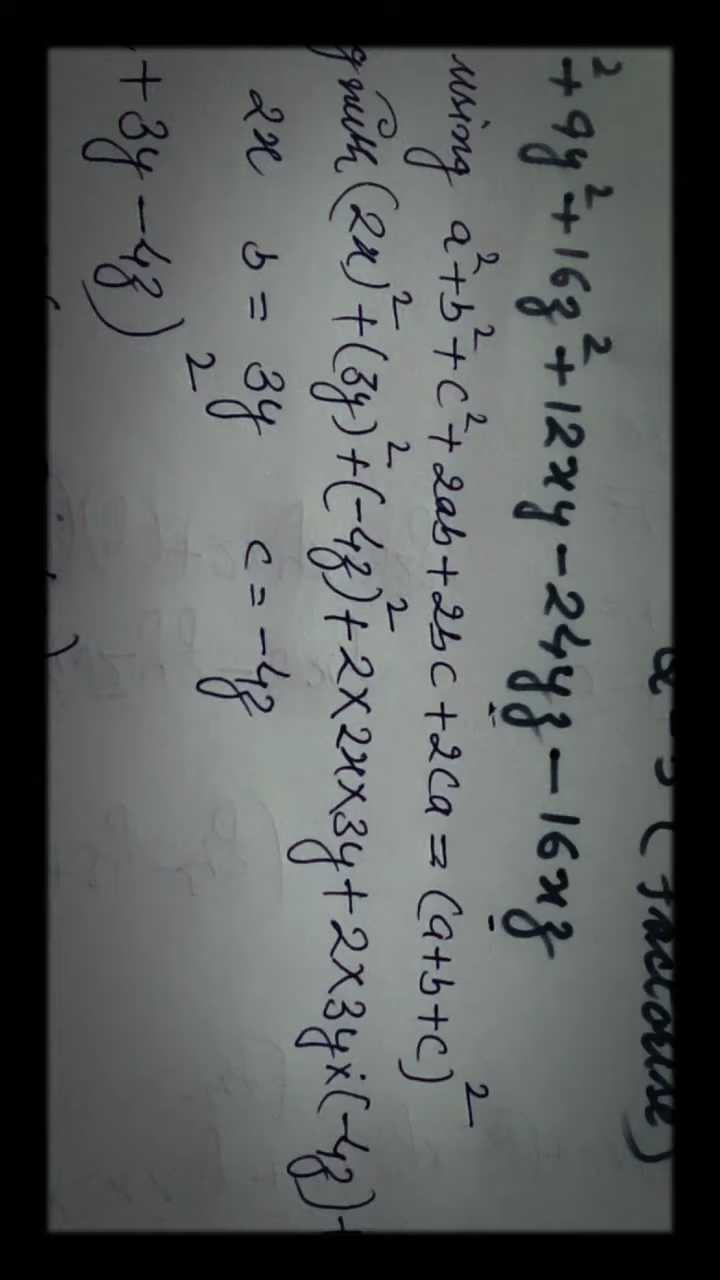 (factorise)
² + 9y² + 16z² + 12xy - 24yz - 16xz
using a² + b² + c² + 2ab + 2bc + 2ca = (a+b+c)²
(2x)² + (3y)² + (-4z)² + 2×2x×3y + 2×3y×(-4z) +
2x b = 3y c = -4z
+ 3y - 4z)²